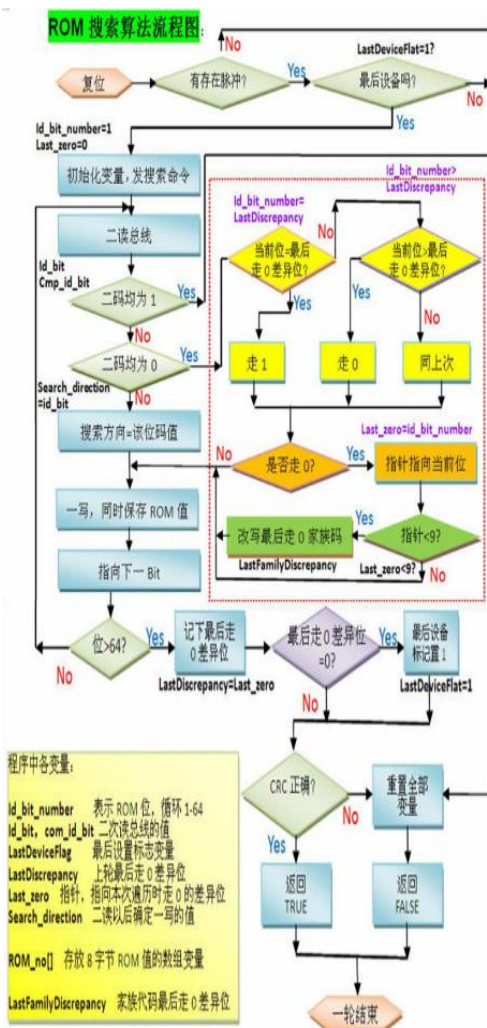 ROM 搜索算法流程图:
No
LastDeviceFlat=1?
No
复位
有存在脉冲?
Yes
最后设备吗?
Yes
Id_bit_number=1
Last_zero=0
初始化变量,发搜索命令
Id_bit_number>
LastDiscrepancy
Id_bit_number=
LastDiscrepancy
No
二读总线
当前位=最后
走 0 差异位?
当前位>最后
走 0 差异位?
Id_bit
Cmp_id_bit
二码均为 1
Yes
Yes
Yes
No
No
二码均为 0
Yes
走 1
走 0
同上次
Search_direction
=id_bit
No
搜索方向=该位码值
No
是否走 0?
Yes
Last_zero=id_bit_number
指针指向当前位
一写,同时保存 ROM 值
改写最后走 0 家族码
Yes
指针<9?
LastFamilyDiscrepancy
Last_zero<9?
No
指向下一 Bit
位>64?
Yes
No
记下最后走
0 差异位
LastDiscrepancy=Last_zero
最后走 0 差异位
=0?
Yes
No
最后设备
标记置 1
LastDeviceFlat=1
CRC 正确?
No
Yes
重置全部
变量
返回
TRUE
返回
FALSE
一轮结束
程序中各变量:
Id_bit_number 表示 ROM 位,循环 1-64
Id_bit, com_id_bit 二次读总线的值
LastDeviceFlag 最后设置标志变量
LastDiscrepancy 上轮最后走 0 差异位
Last_zero 指针,指向本次遍历时走 0 的差异位
Search_direction 二读以后确定一写的值
ROM_no[] 存放 8 字节 ROM 值的数组变量
LastFamilyDiscrepancy 家族代码最后走 0 差异位